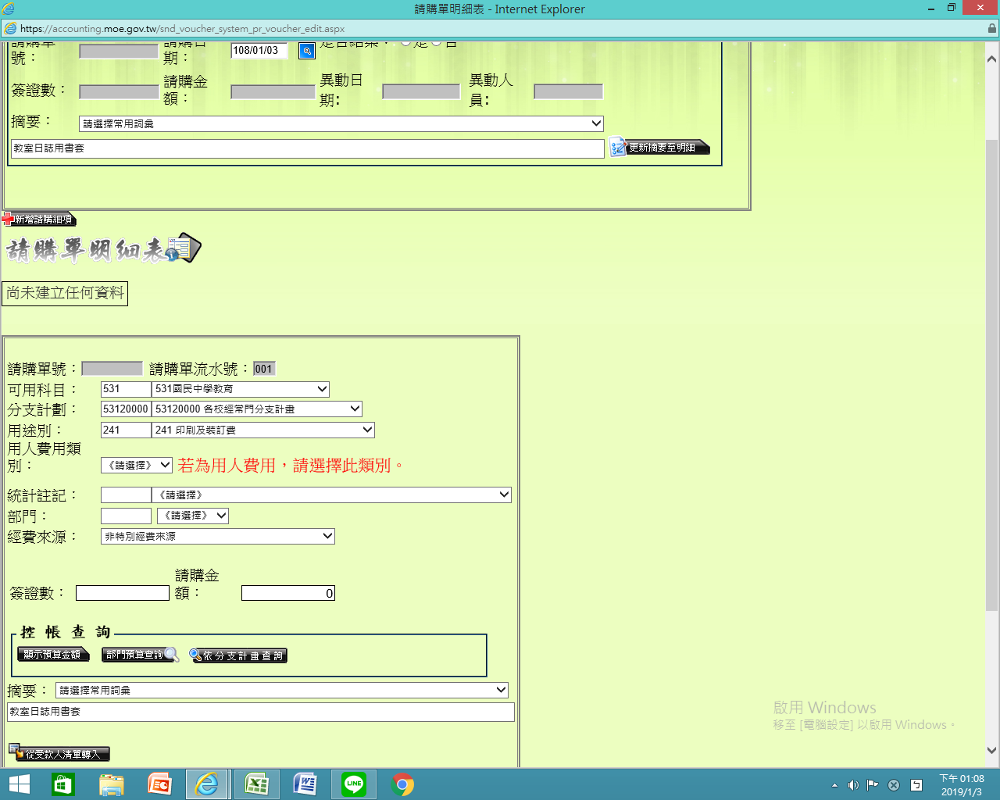 請購單明細表 - Internet Explorer
https://accounting.moe.gov.tw/snd_voucher_system_pr_voucher_edit.aspx
請購單號： 請購日期： 108/01/03 是否結案： 是 否
簽證數： 請購金額： 異動日期: 異動人員:
摘要： 請選擇常用詞彙
教室日誌用書套 更新摘要至明細
新增請購細項
請購單明細表
尚未建立任何資料
請購單號： 請購單流水號： 001
可用科目： 531 531國民中學教育
分支計劃： 53120000 53120000 各校經常門分支計畫
用途別： 241 241 印刷及裝訂費
用人費用類別： 《請選擇》 若為用人費用，請選擇此類別。
統計註記： 《請選擇》
部門： 《請選擇》
經費來源： 非特別經費來源
簽證數： 請購金額： 0
控帳查詢
顯示預算金額 部門預算查詢 依分支計畫查詢
摘要： 請選擇常用詞彙
教室日誌用書套
啟用 Windows
移至 [電腦設定] 以啟用 Windows。
從受款人清單轉入
LINE
下午 01:08
2019/1/3